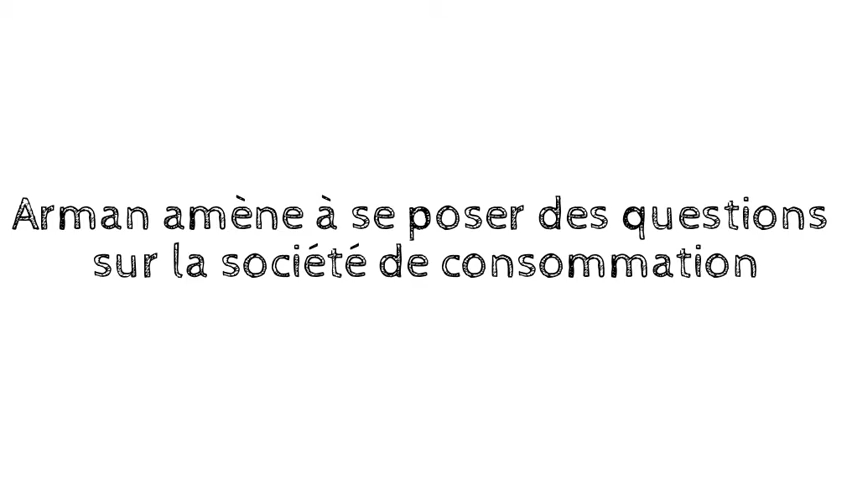 Arman amène à se poser des questions
sur la société de consommation